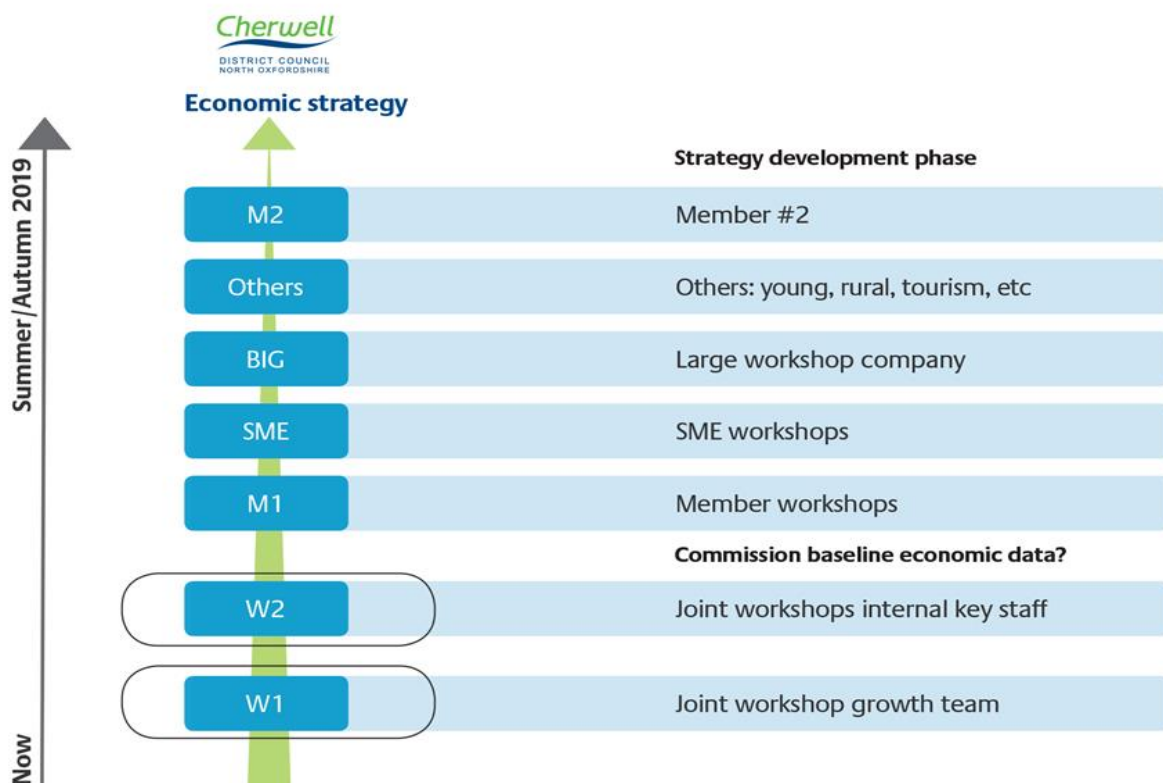 Cherwell
DISTRICT COUNCIL
NORTH OXFORDSHIRE
Economic strategy
Summer/Autumn 2019
Now
Strategy development phase
M2 Member #2
Others Others: young, rural, tourism, etc
BIG Large workshop company
SME SME workshops
M1 Member workshops
Commission baseline economic data?
W2 Joint workshops internal key staff
W1 Joint workshop growth team